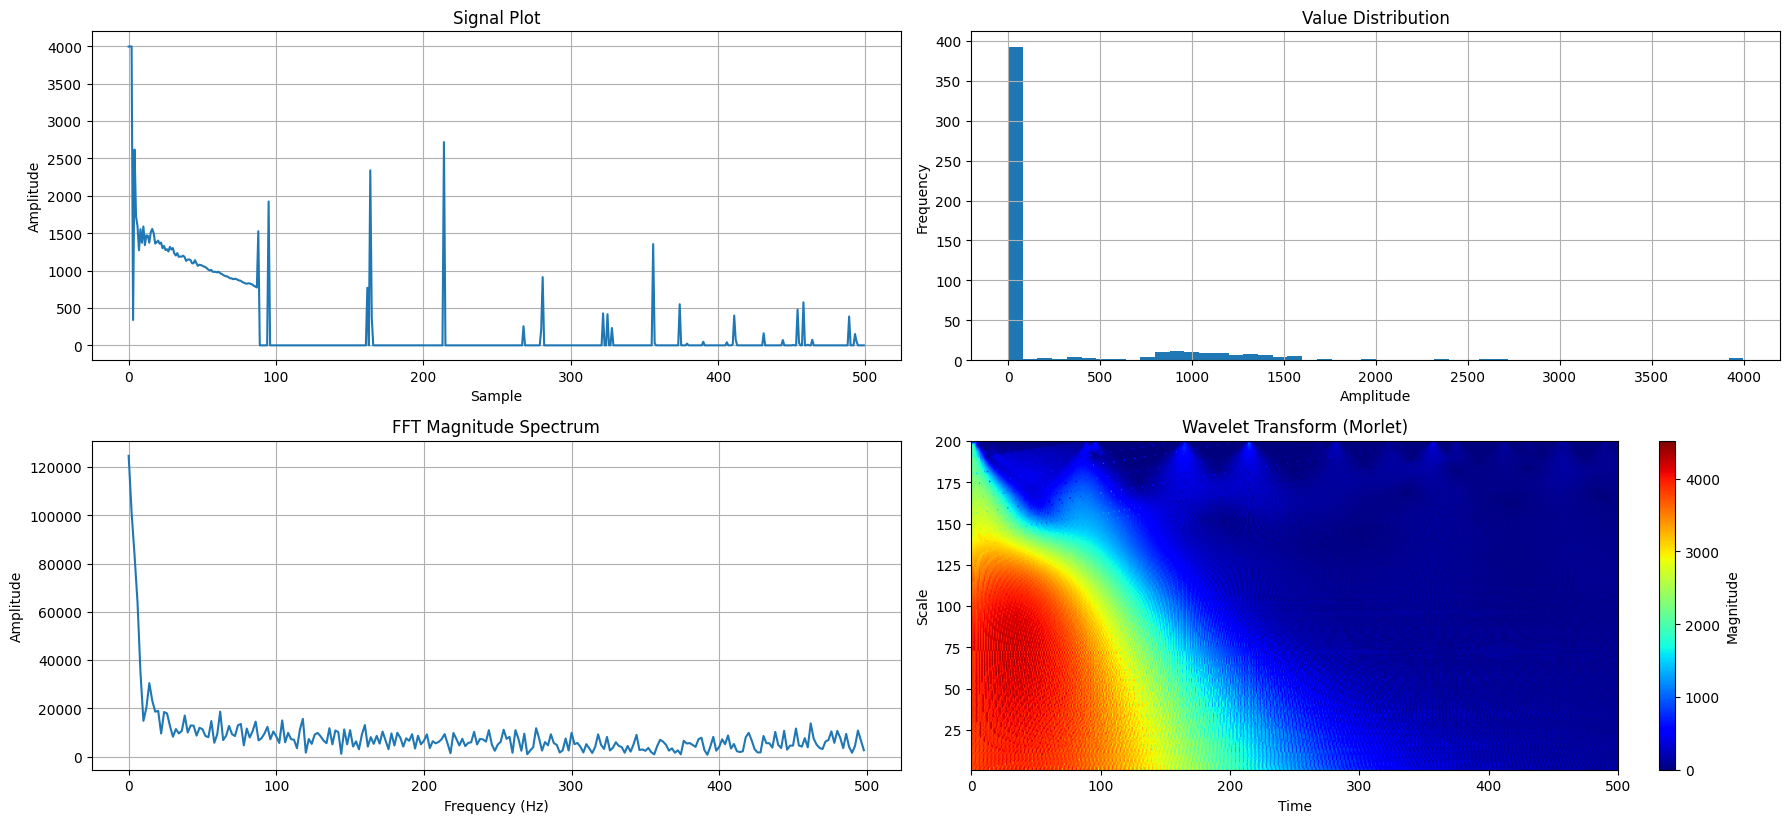 Signal Plot
Amplitude
4000
3500
3000
2500
2000
1500
1000
500
0
0 100 200 300 400 500
Sample
Value Distribution
Frequency
400
350
300
250
200
150
100
50
0
0 500 1000 1500 2000 2500 3000 3500 4000
Amplitude
FFT Magnitude Spectrum
Amplitude
120000
100000
80000
60000
40000
20000
0
0 100 200 300 400 500
Frequency (Hz)
Wavelet Transform (Morlet)
Scale
200
175
150
125
100
75
50
25
0 100 200 300 400 500
Time
4000
3000
2000
1000
0
Magnitude